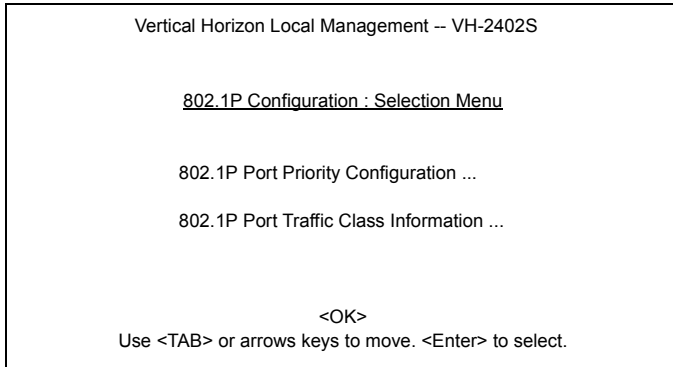 Vertical Horizon Local Management -- VH-2402S
802.1P Configuration : Selection Menu
802.1P Port Priority Configuration ...
802.1P Port Traffic Class Information ...
<OK>
Use <TAB> or arrows keys to move. <Enter> to select.